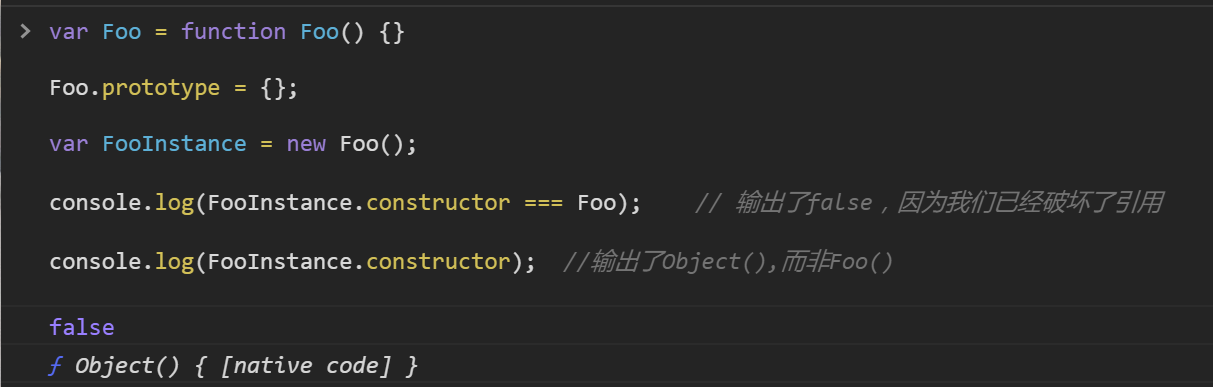 var Foo = function Foo() {}
Foo.prototype = {};
var FooInstance = new Foo();
console.log(FooInstance.constructor === Foo);    // 输出了false，因为我们已经破坏了引用
console.log(FooInstance.constructor);  //输出了Object(),而非Foo()
false
ƒ Object() { [native code] }